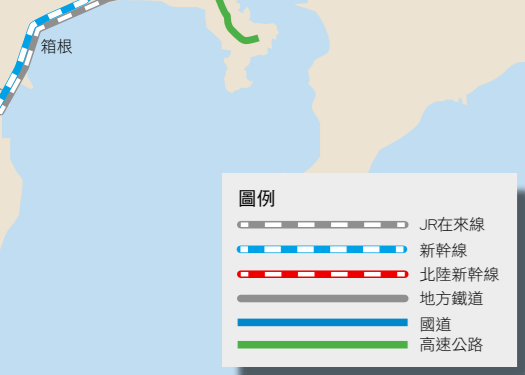 箱根
圖例
JR在來線
新幹線
北陸新幹線
地方鐵道
國道
高速公路